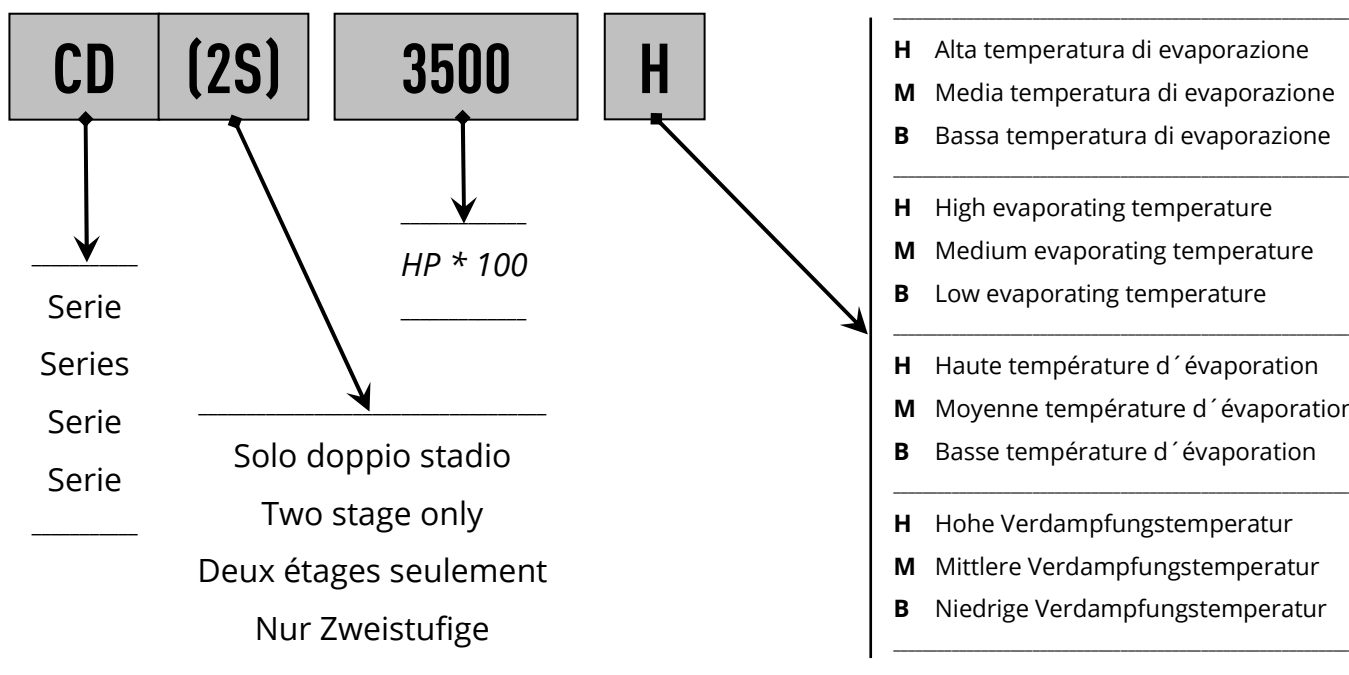 CD (2S) 3500 H
HP * 100
Serie
Series
Serie
Serie
Solo doppio stadio
Two stage only
Deux étages seulement
Nur Zweistufige
H Alta temperatura di evaporazione
M Media temperatura di evaporazione
B Bassa temperatura di evaporazione
H High evaporating temperature
M Medium evaporating temperature
B Low evaporating temperature
H Haute température d´évaporation
M Moyenne température d´évaporation
B Basse température d´évaporation
H Hohe Verdampfungstemperatur
M Mittlere Verdampfungstemperatur
B Niedrige Verdampfungstemperatur